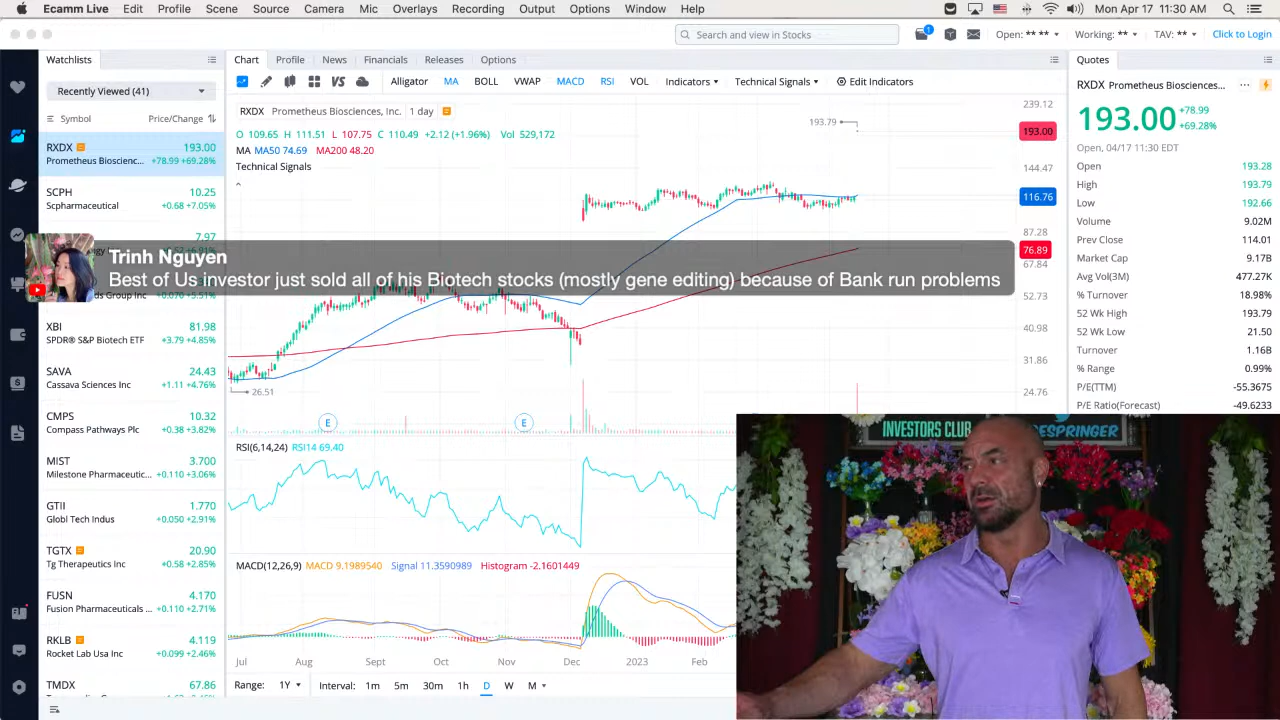 Ecamm Live Edit Profile Scene Source Camera Mic Overlays Recording Output Options Window Help Mon Apr 17 11:30 AM
Search and view in Stocks 1 Open: ** ** Working: ** TAV: ** Click to Login
Watchlists
Recently Viewed (41)
Symbol Price/Change
RXDX 193.00
Prometheus Bioscienc... +78.99 +69.28%
SCPH 10.25
Scpharmaceutical +0.68 +7.05%
7.97
ds Group Inc +0.070 +5.51%
XBI 81.98
SPDR® S&P Biotech ETF +3.79 +4.85%
SAVA 24.43
Cassava Sciences Inc +1.11 +4.76%
CMPS 10.32
Compass Pathways Plc +0.38 +3.82%
MIST 3.700
Milestone Pharmaceutic... +0.110 +3.06%
GTII 1.770
Globl Tech Indus +0.050 +2.91%
TGTX 20.90
Tg Therapeutics Inc +0.58 +2.85%
FUSN 4.170
Fusion Pharmaceuticals ... +0.110 +2.71%
RKLB 4.119
Rocket Lab Usa Inc +0.099 +2.46%
TMDX 67.86
Chart Profile News Financials Releases Options
VS Alligator MA BOLL VWAP MACD RSI VOL Indicators Technical Signals Edit Indicators
RXDX Prometheus Biosciences, Inc. 1 day
O 109.65 H 111.51 L 107.75 C 110.49 +2.12 (+1.96%) Vol 529,172
MA MA50 74.69 MA200 48.20
Technical Signals
193.79
26.51
239.12
193.00
144.47
116.76
87.28
76.89
67.84
52.73
40.98
31.86
24.76
Trinh Nguyen
Best of Us investor just sold all of his Biotech stocks (mostly gene editing) because of Bank run problems
E E
RSI(6,14,24) RSI14 69.40
MACD(12,26,9) MACD 9.1989540 Signal 11.3590989 Histogram -2.1601449
Jul Aug Sept Oct Nov Dec 2023 Feb
Range: 1Y Interval: 1m 5m 30m 1h D W M
Quotes
RXDX Prometheus Biosciences...
193.00 +78.99
+69.28%
Open, 04/17 11:30 EDT
Open 193.28
High 193.79
Low 192.66
Volume 9.02M
Prev Close 114.01
Market Cap 9.17B
Avg Vol(3M) 477.27K
% Turnover 18.98%
52 Wk High 193.79
52 Wk Low 21.50
Turnover 1.16B
% Range 0.99%
P/E(TTM) -55.3675
P/E Ratio(Forecast) -49.6233
INVESTORS CLUB
ESPRINGER